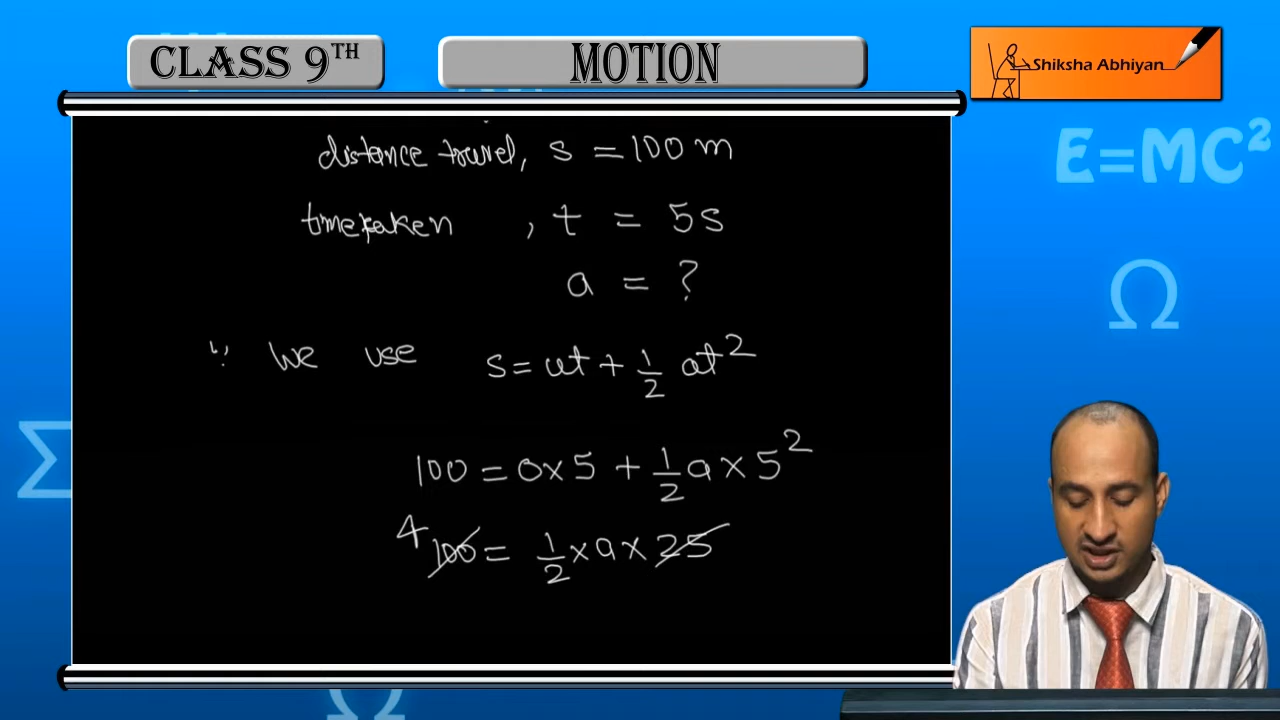 CLASS 9TH
MOTION
Shiksha Abhiyan
E=MC²
distance travel, s = 100 m
time taken , t = 5s
a = ?
∵ We use s = ut + 1/2 at²
100 = 0×5 + 1/2 a × 5²
4 100 = 1/2 × a × 25
Ω
Σ
Ω